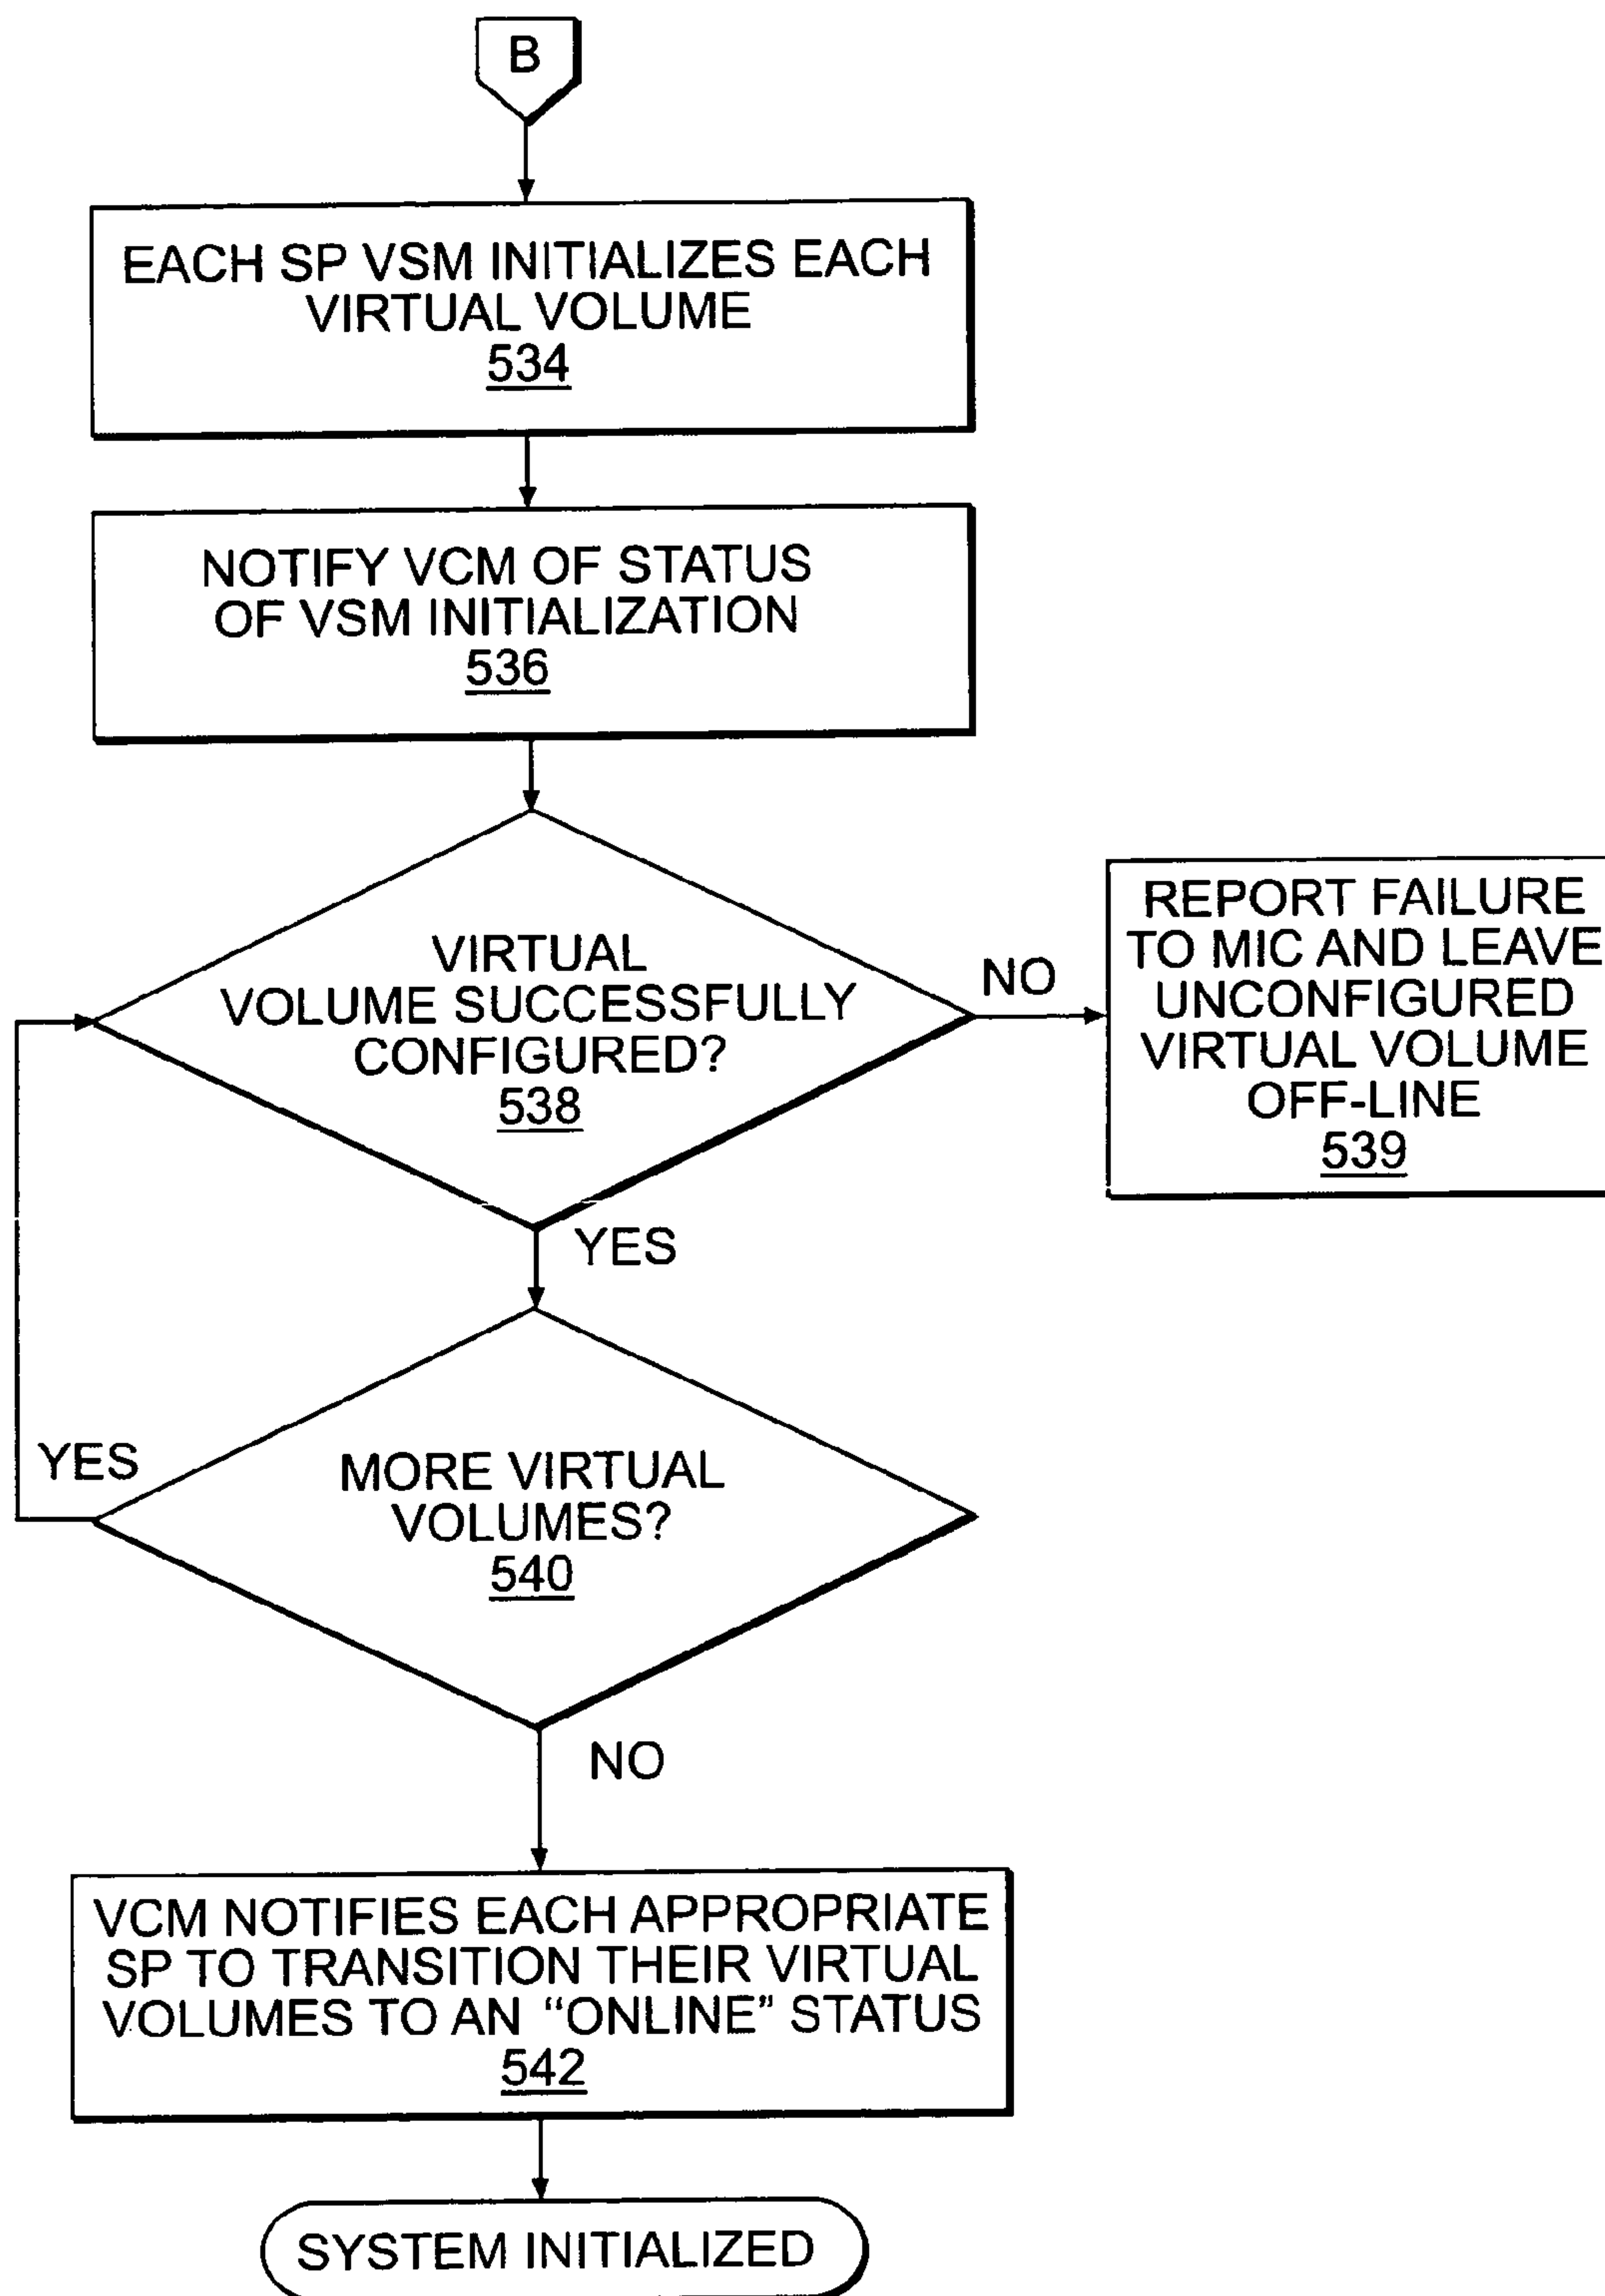 B
EACH SP VSM INITIALIZES EACH
VIRTUAL VOLUME
534
NOTIFY VCM OF STATUS
OF VSM INITIALIZATION
536
VIRTUAL
VOLUME SUCCESSFULLY
CONFIGURED?
538
NO
REPORT FAILURE
TO MIC AND LEAVE
UNCONFIGURED
VIRTUAL VOLUME
OFF-LINE
539
YES
MORE VIRTUAL
VOLUMES?
540
YES
NO
VCM NOTIFIES EACH APPROPRIATE
SP TO TRANSITION THEIR VIRTUAL
VOLUMES TO AN “ONLINE” STATUS
542
SYSTEM INITIALIZED